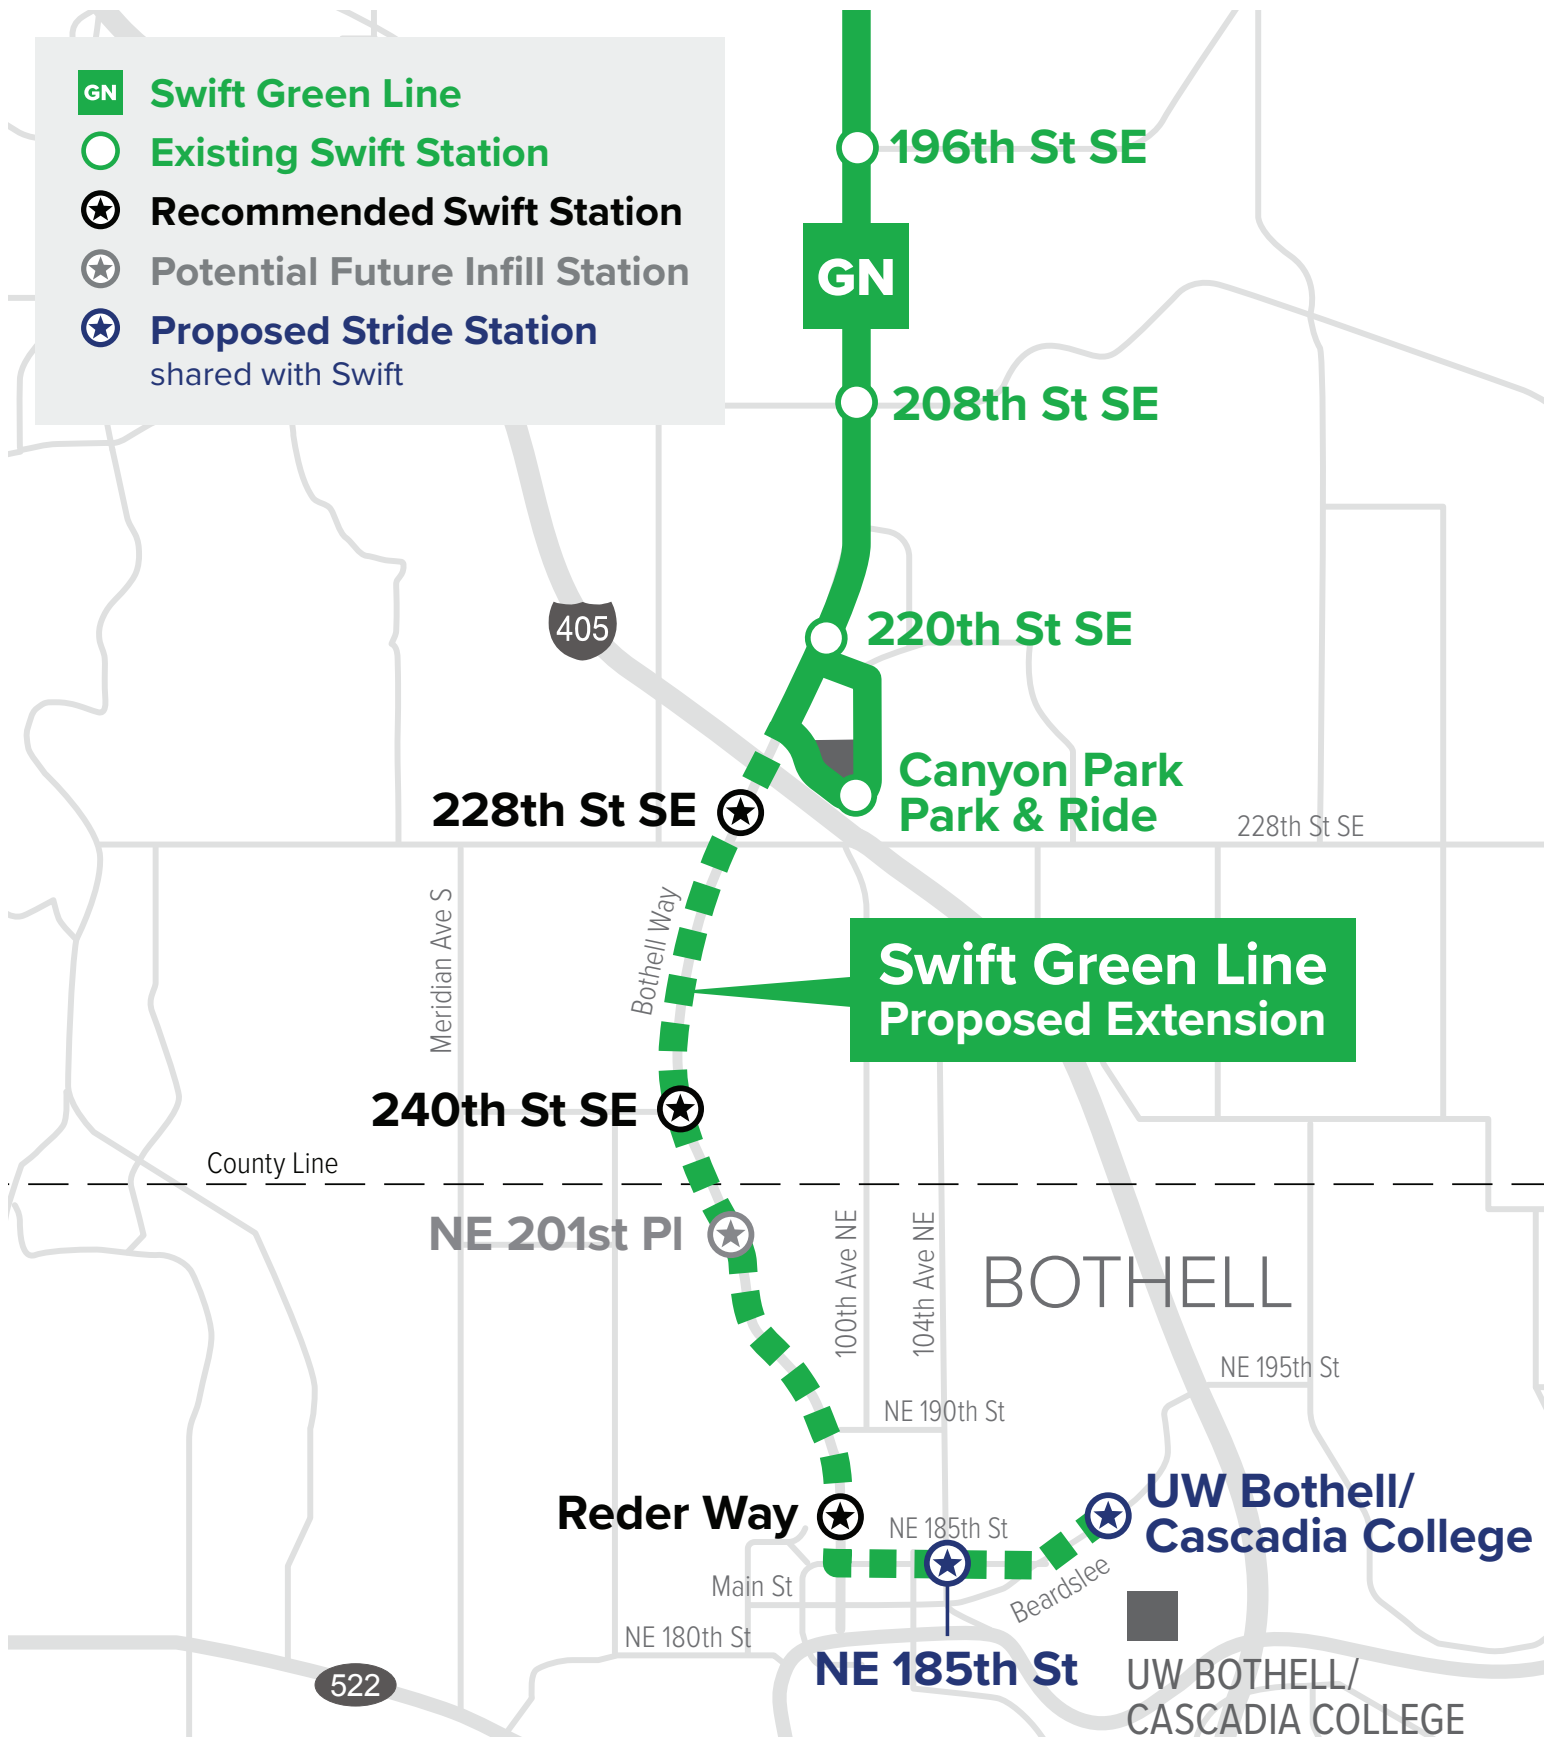 GN Swift Green Line
Existing Swift Station
Recommended Swift Station
Potential Future Infill Station
Proposed Stride Station
shared with Swift
196th St SE
GN
208th St SE
405
220th St SE
Canyon Park
Park & Ride
228th St SE
228th St SE
Meridian Ave S
Bothell Way
Swift Green Line
Proposed Extension
240th St SE
County Line
NE 201st Pl
100th Ave NE
104th Ave NE
BOTHELL
NE 195th St
NE 190th St
Reder Way
NE 185th St
UW Bothell/
Cascadia College
Main St
Beardslee
NE 180th St
NE 185th St
522
UW BOTHELL/
CASCADIA COLLEGE